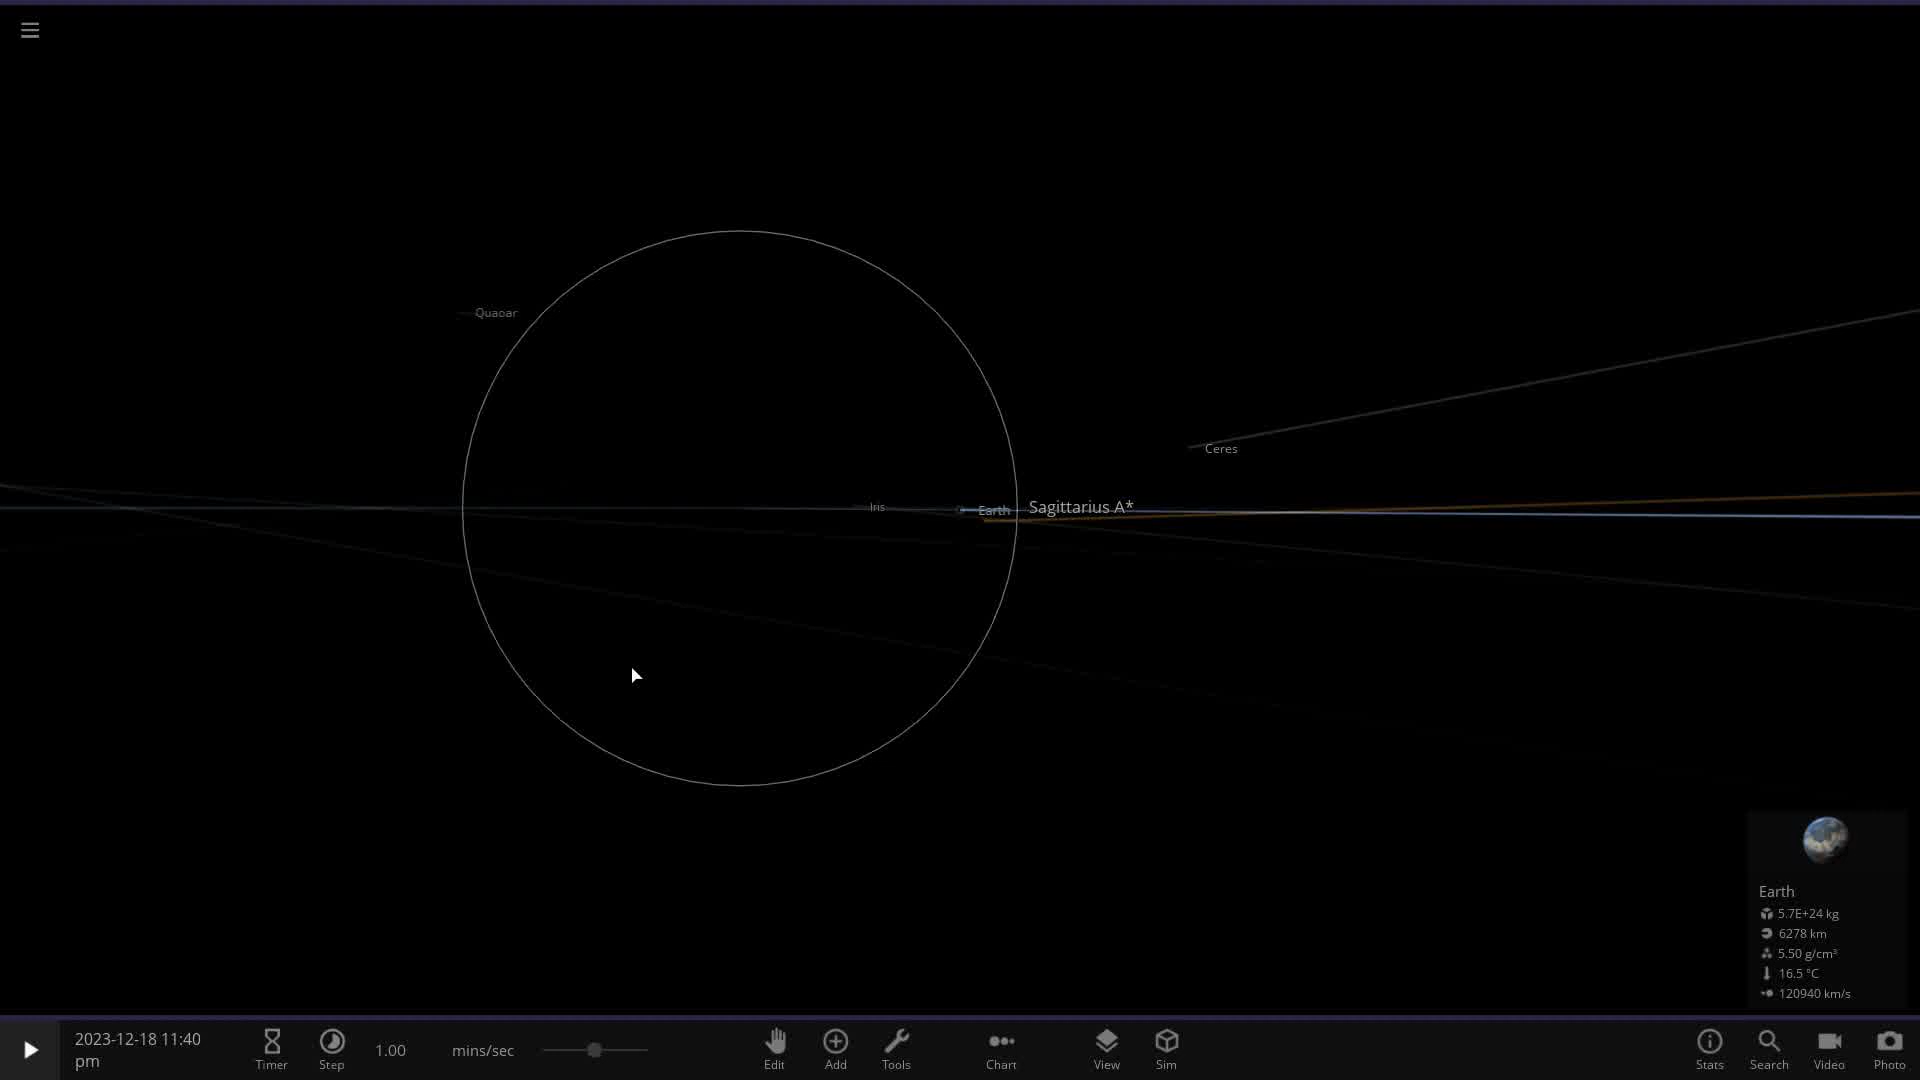 Quaoar
Ceres
Iris
Earth
Sagittarius A*
Earth
5.7E+24 kg
6278 km
5.50 g/cm³
16.5 °C
120940 km/s
2023-12-18 11:40
pm
Timer
Step
1.00
mins/sec
Edit
Add
Tools
Chart
View
Sim
Stats
Search
Video
Photo